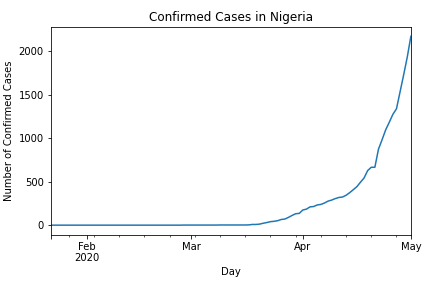 Confirmed Cases in Nigeria
Number of Confirmed Cases
2000
1500
1000
500
0
Feb
2020
Mar
Apr
May
Day